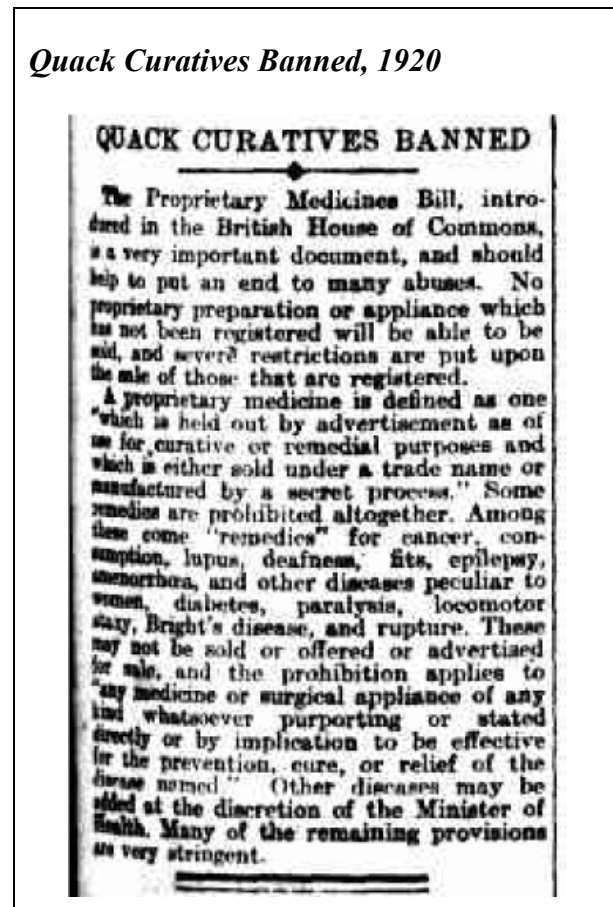 Quack Curatives Banned, 1920
QUACK CURATIVES BANNED
The Proprietary Medicines Bill, intro-
duced in the British House of Commons,
is a very important document, and should
help to put an end to many abuses. No
proprietary preparation or appliance which
has not been registered will be able to be
sold, and severe restrictions are put upon
the sale of those that are registered.
A proprietary medicine is defined as one
"which is held out by advertisement as of
use for curative or remedial purposes and
which is either sold under a trade name or
manufactured by a secret process." Some
remedies are prohibited altogether. Among
these come "remedies" for cancer, con-
sumption, lupus, deafness, fits, epilepsy,
amenorrhœa, and other diseases peculiar to
women, diabetes, paralysis, locomotor
ataxy, Bright's disease, and rupture. These
may not be sold or offered or advertised
for sale, and the prohibition applies to
"any medicine or surgical appliance of any
kind whatsoever purporting or stated
directly or by implication to be effective
for the prevention, cure, or relief of the
disease named." Other diseases may be
added at the discretion of the Minister of
Health. Many of the remaining provisions
are very stringent.